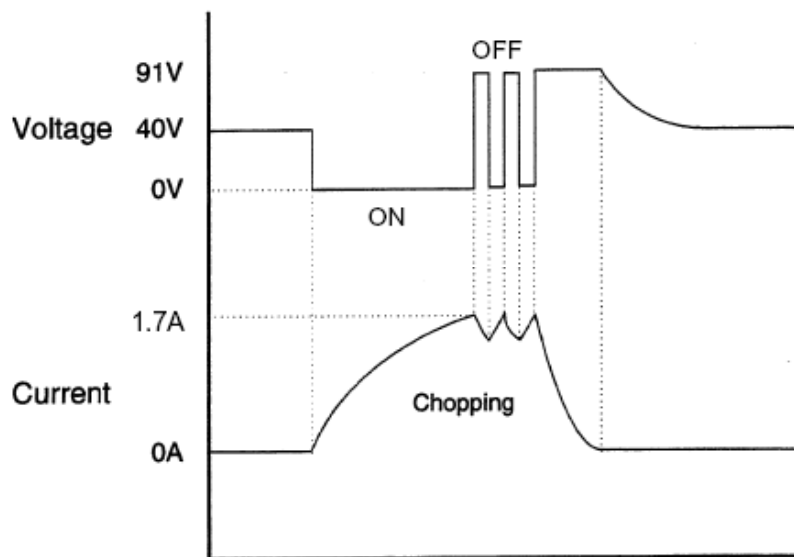 OFF
91V
Voltage 40V
0V
ON
1.7A
Chopping
Current
0A